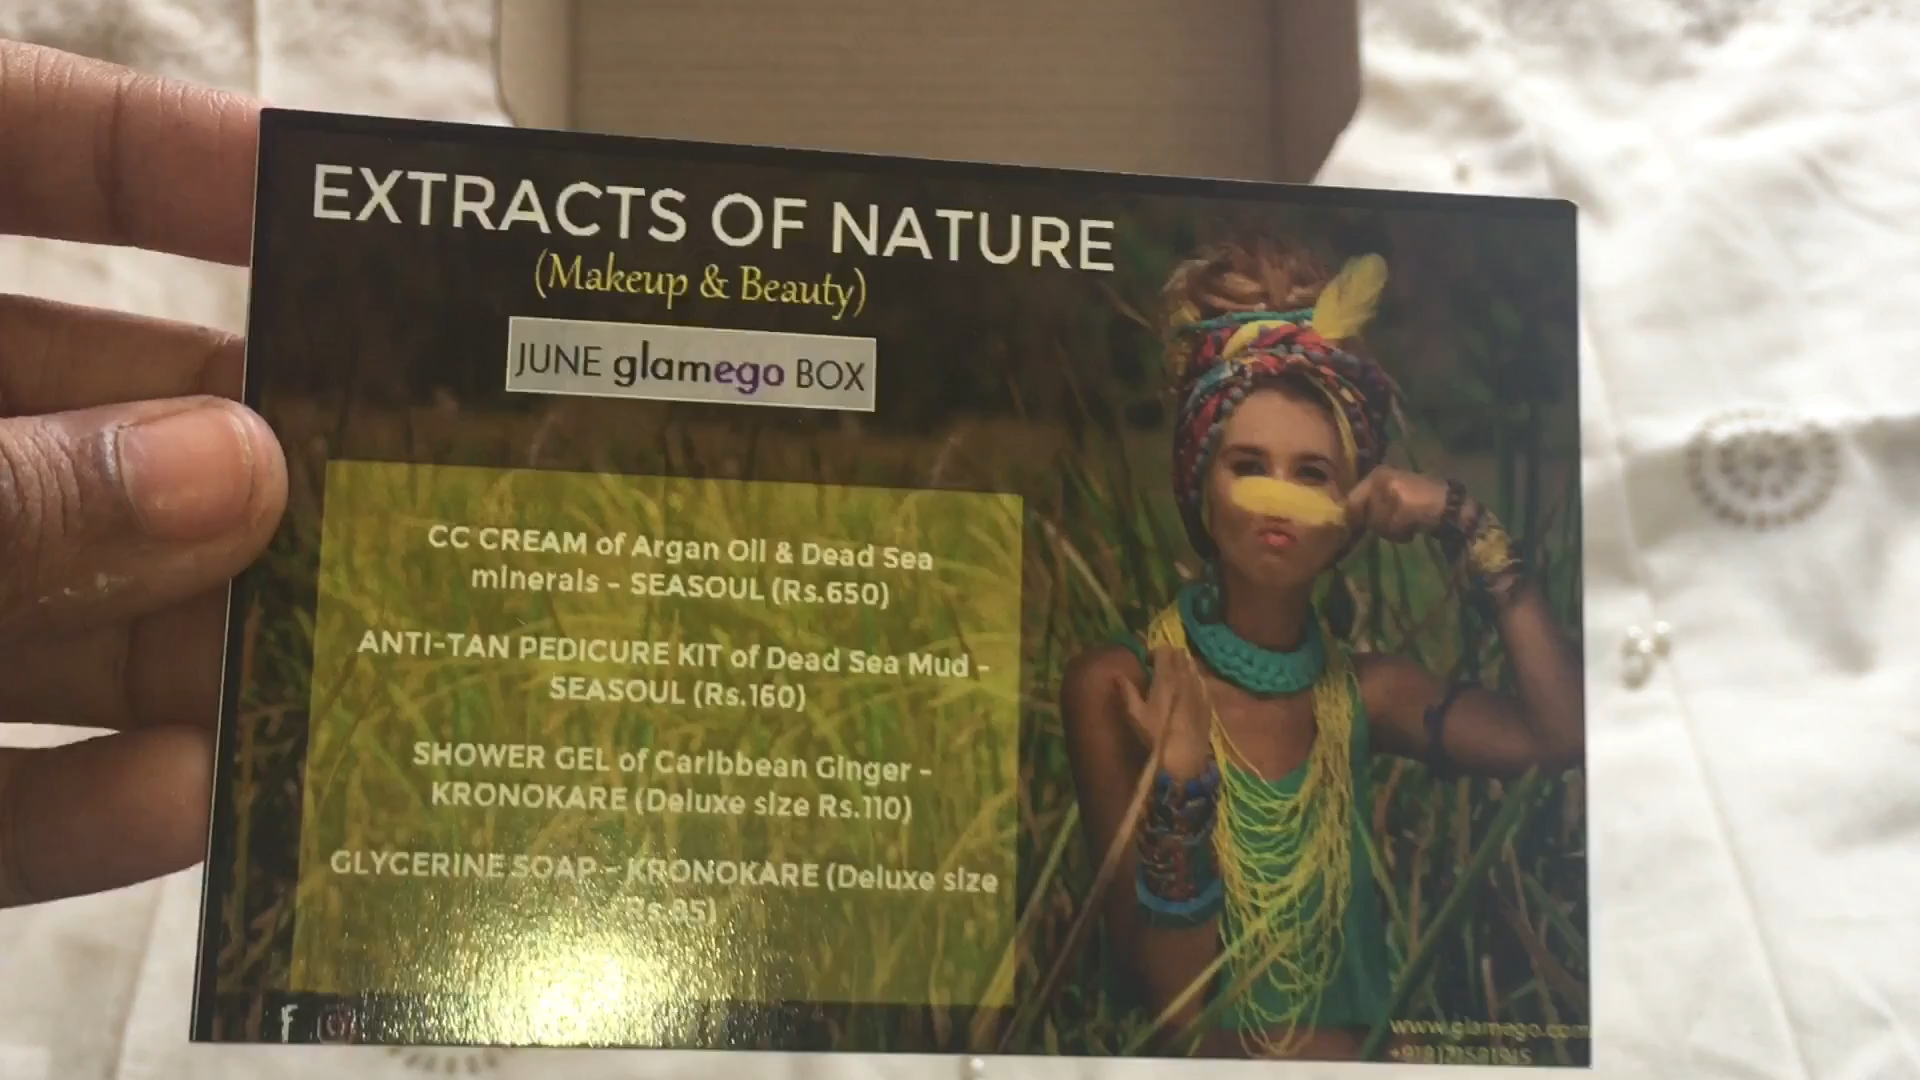 EXTRACTS OF NATURE
(Makeup & Beauty)
JUNE glamego BOX
CC CREAM of Argan Oil & Dead Sea
minerals - SEASOUL (Rs.650)
ANTI-TAN PEDICURE KIT of Dead Sea Mud -
SEASOUL (Rs.160)
SHOWER GEL of Caribbean Ginger -
KRONOKARE (Deluxe size Rs.110)
GLYCERINE SOAP - KRONOKARE (Deluxe size
Rs.85)
www.glamego.com